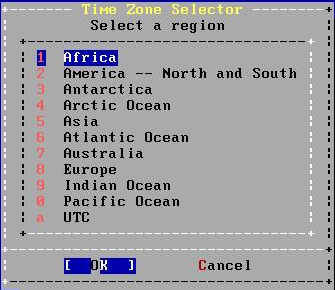 Time Zone Selector
Select a region
1 Africa
2 America -- North and South
3 Antarctica
4 Arctic Ocean
5 Asia
6 Atlantic Ocean
7 Australia
8 Europe
9 Indian Ocean
0 Pacific Ocean
a UTC
[ OK ] Cancel